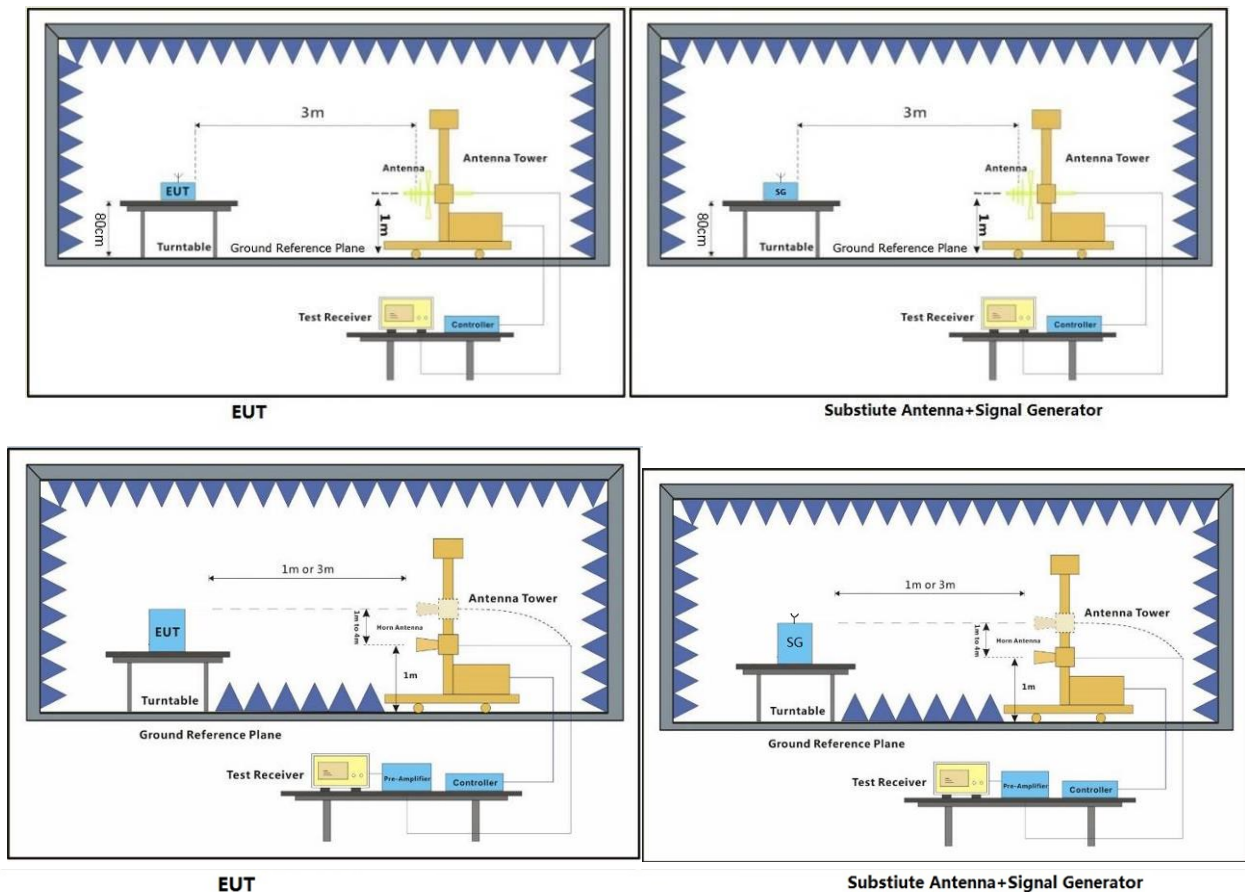 3m
Antenna Tower
Antenna
EUT
1m
80cm
Turntable
Ground Reference Plane
Test Receiver
Controller
EUT
3m
Antenna Tower
Antenna
SG
1m
80cm
Turntable
Ground Reference Plane
Test Receiver
Controller
Substiute Antenna+Signal Generator
1m or 3m
Antenna Tower
1m to 4m
Horn Antenna
EUT
1m
Turntable
Ground Reference Plane
Test Receiver
Pre-Amplifier
Controller
EUT
1m or 3m
Antenna Tower
1m to 4m
Horn Antenna
SG
1m
Turntable
Ground Reference Plane
Test Receiver
Pre-Amplifier
Controller
Substiute Antenna+Signal Generator